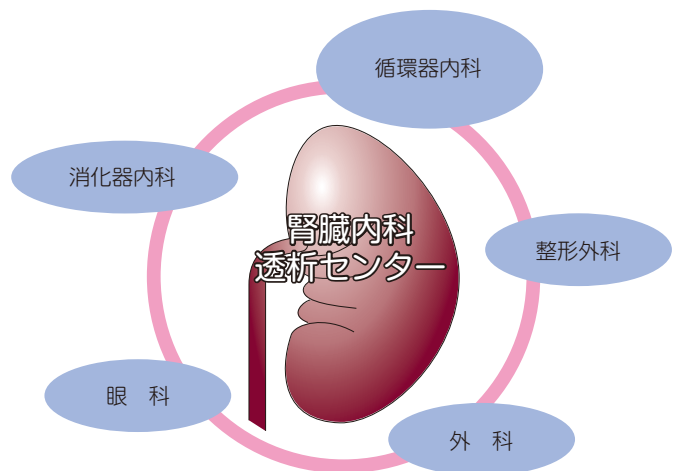 循環器内科
消化器内科
腎臓内科
透析センター
整形外科
眼　科
外　科